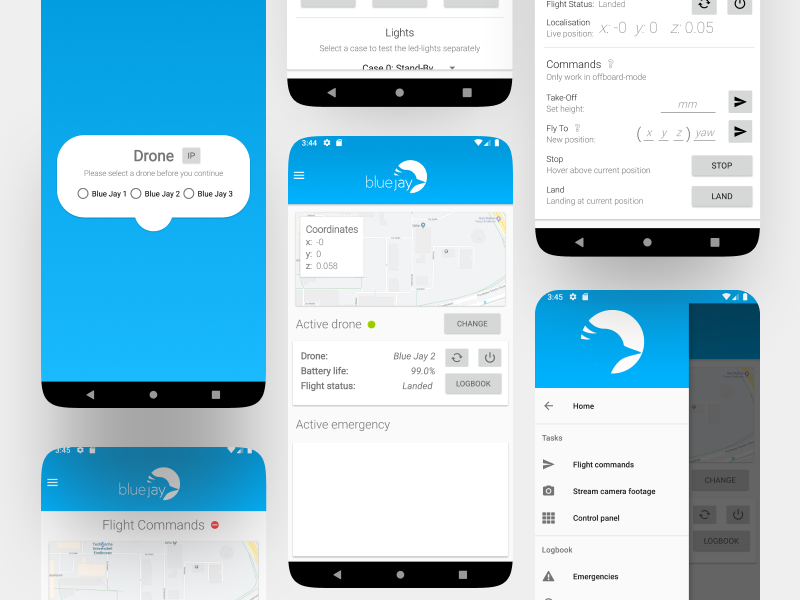 Drone IP
Please select a drone before you continue
Blue Jay 1 Blue Jay 2 Blue Jay 3
3:45
blue jay
Flight Commands
Technische
Universiteit
Eindhoven
Lights
Select a case to test the led-lights separately
Case 0: Stand-By
3:44
blue jay
Coordinates
x: -0
y: 0
z: 0.058
Active drone
CHANGE
Drone: Blue Jay 2
Battery life: 99.0%
Flight status: Landed
LOGBOOK
Active emergency
Flight Status: Landed
Localisation
Live position: x: -0 y: 0 z: 0.05
Commands
Only work in offboard-mode
Take-Off
Set height: mm
Fly To
New position: ( x y z ) yaw
Stop
Hover above current position
STOP
Land
Landing at current position
LAND
3:45
Home
Tasks
Flight commands
Stream camera footage
Control panel
Logbook
Emergencies
CHANGE
LOGBOOK